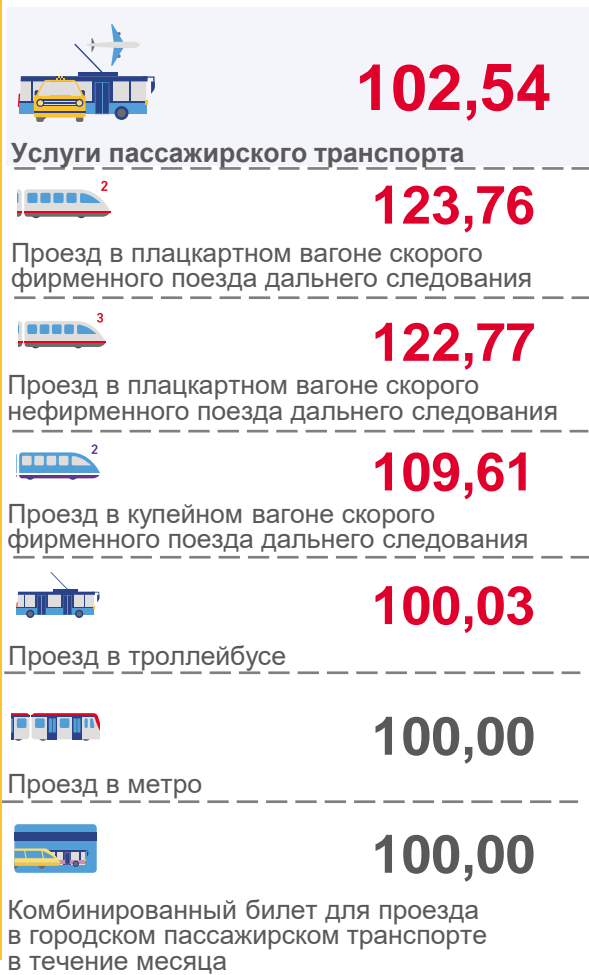 102,54
Услуги пассажирского транспорта
2
123,76
Проезд в плацкартном вагоне скорого
фирменного поезда дальнего следования
3
122,77
Проезд в плацкартном вагоне скорого
нефирменного поезда дальнего следования
2
109,61
Проезд в купейном вагоне скорого
фирменного поезда дальнего следования
100,03
Проезд в троллейбусе
100,00
Проезд в метро
100,00
Комбинированный билет для проезда
в городском пассажирском транспорте
в течение месяца